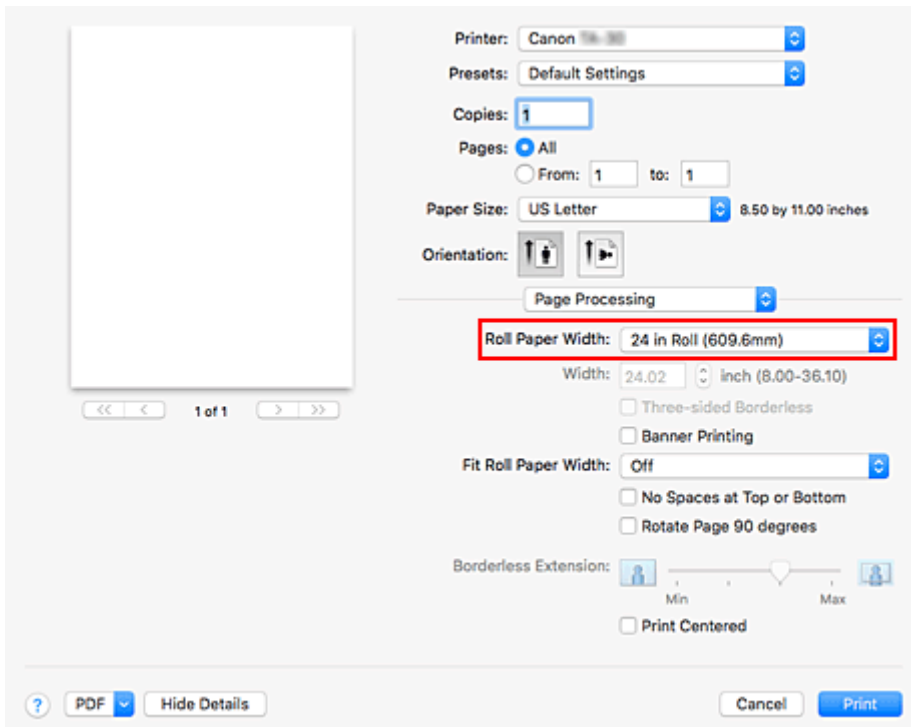 Printer: Canon
Presets: Default Settings
Copies: 1
Pages: All
From: 1 to: 1
Paper Size: US Letter 8.50 by 11.00 inches
Orientation:
Page Processing
Roll Paper Width: 24 in Roll (609.6mm)
Width: 24.02 inch (8.00-36.10)
Three-sided Borderless
1 of 1
Banner Printing
Fit Roll Paper Width: Off
No Spaces at Top or Bottom
Rotate Page 90 degrees
Borderless Extension:
Min Max
Print Centered
? PDF Hide Details Cancel Print